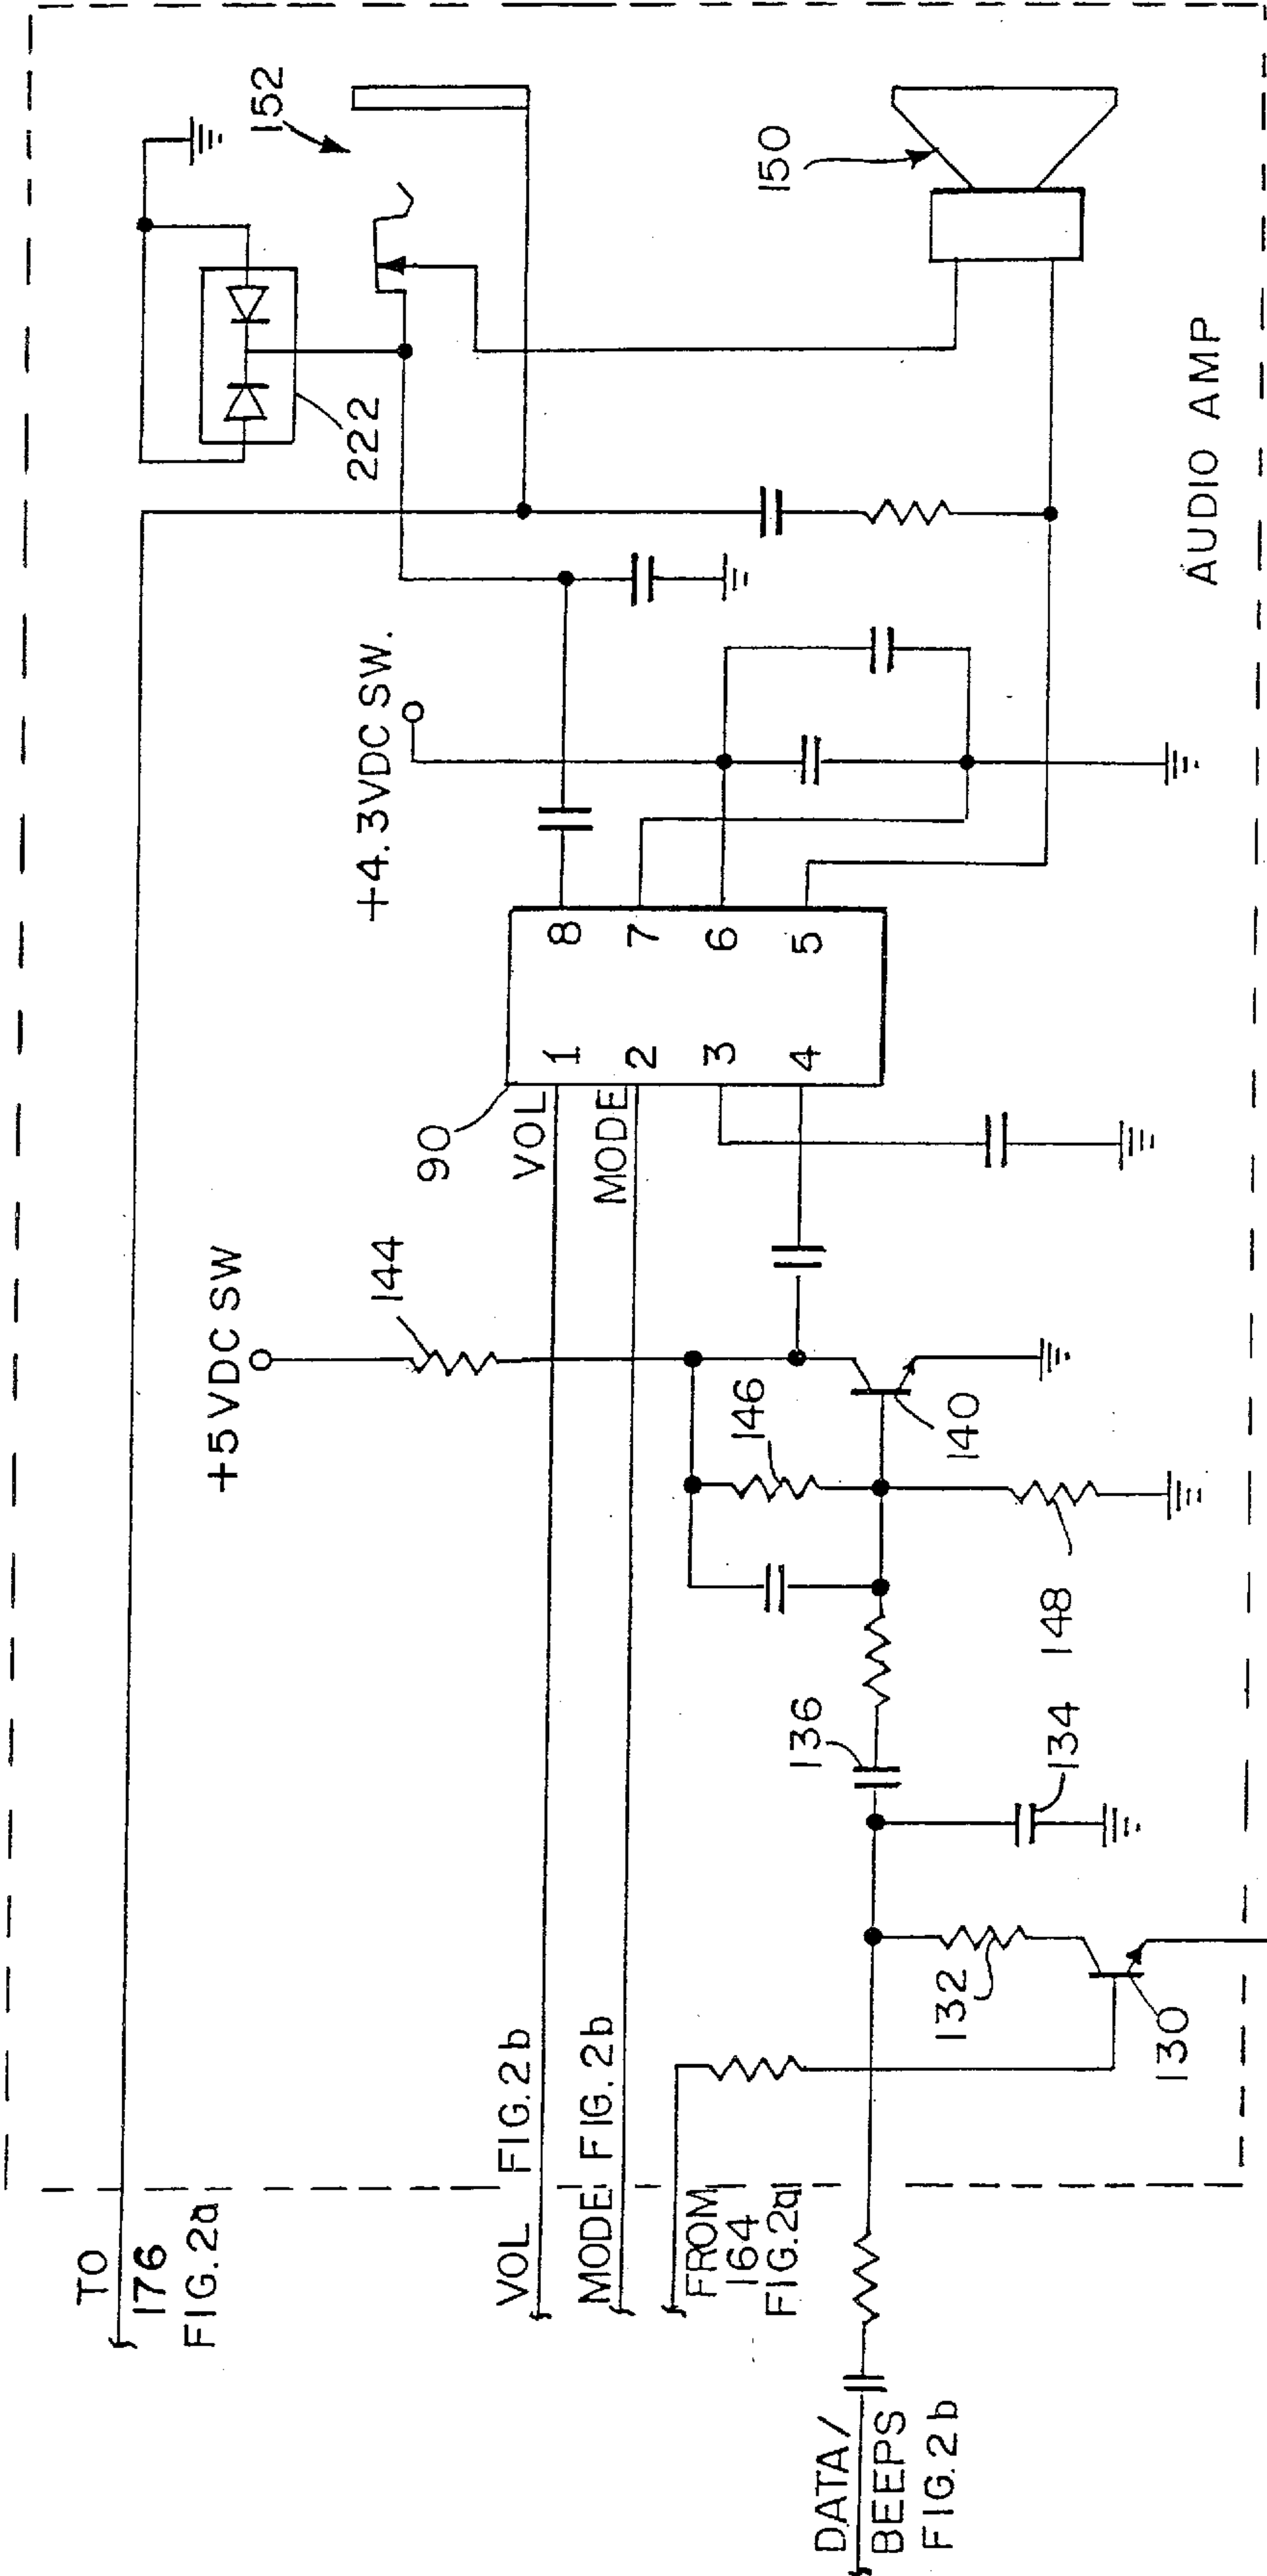 TO
176
FIG.2a
VOL FIG.2b
MODE FIG.2b
FROM
164
FIG.2a
DATA/
BEEPS
FIG.2b
+5VDC SW
144
90
VOL
MODE
1
2
3
4
8
7
6
5
+4.3VDC SW.
222
152
150
146
140
148
136
134
132
130
AUDIO AMP